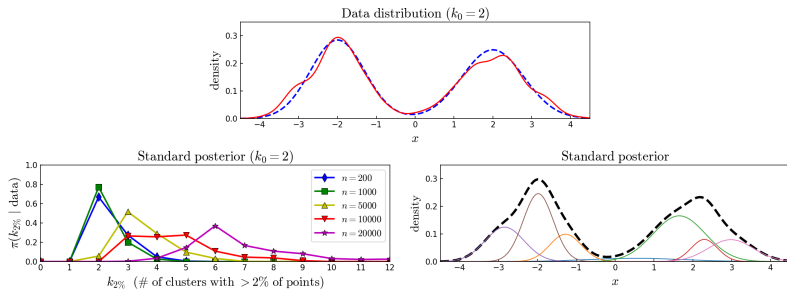 Data distribution (k₀ = 2)
density
0.3
0.2
0.1
0.0
−4 −3 −2 −1 0 1 2 3 4
x
Standard posterior (k₀ = 2)
π(k₂% | data)
1.0
0.8
0.6
0.4
0.2
0.0
0 1 2 3 4 5 6 7 8 9 10 11 12
k₂% (# of clusters with > 2% of points)
n = 200
n = 1000
n = 5000
n = 10000
n = 20000
Standard posterior
density
0.3
0.2
0.1
0.0
−4 −3 −2 −1 0 1 2 3 4
x